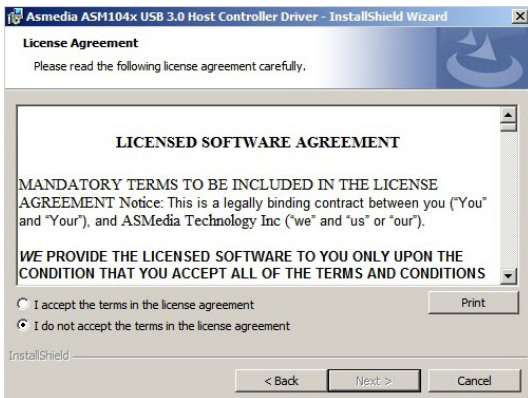 Asmedia ASM104x USB 3.0 Host Controller Driver - InstallShield Wizard
License Agreement
Please read the following license agreement carefully.
LICENSED SOFTWARE AGREEMENT
MANDATORY TERMS TO BE INCLUDED IN THE LICENSE
AGREEMENT Notice: This is a legally binding contract between you ("You"
and "Your"), and ASMedia Technology Inc ("we" and "us" or "our").
WE PROVIDE THE LICENSED SOFTWARE TO YOU ONLY UPON THE
CONDITION THAT YOU ACCEPT ALL OF THE TERMS AND CONDITIONS
I accept the terms in the license agreement
Print
I do not accept the terms in the license agreement
InstallShield
< Back
Next >
Cancel